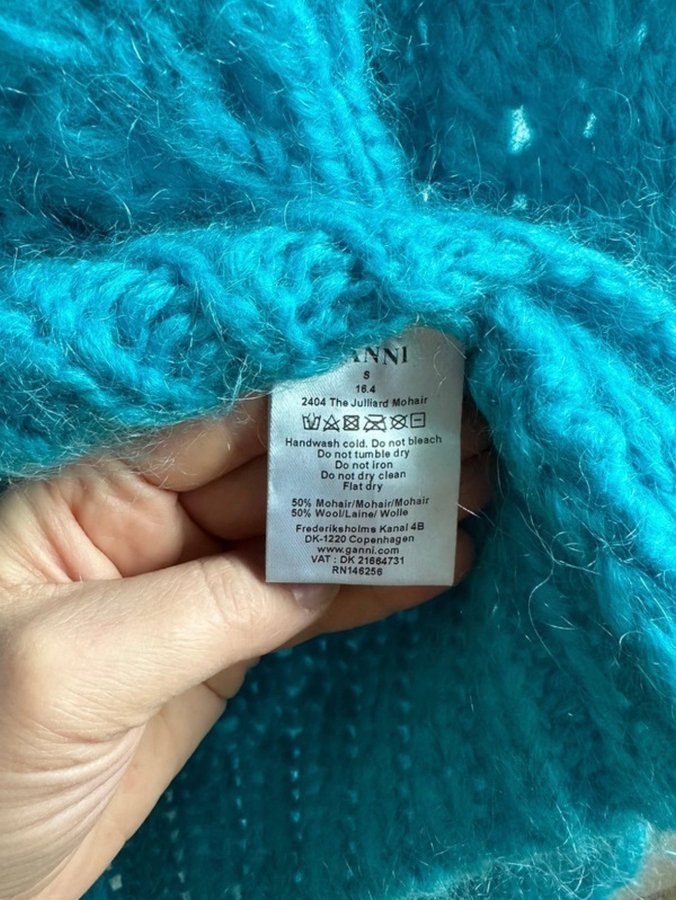 GANNI
S
16.4
2404 The Julliard Mohair
Handwash cold. Do not bleach
Do not tumble dry
Do not iron
Do not dry clean
Flat dry
50% Mohair/Mohair/Mohair
50% Wool/Laine/ Wolle
Frederiksholms Kanal 4B
DK-1220 Copenhagen
www.ganni.com
VAT : DK 21664731
RN146256